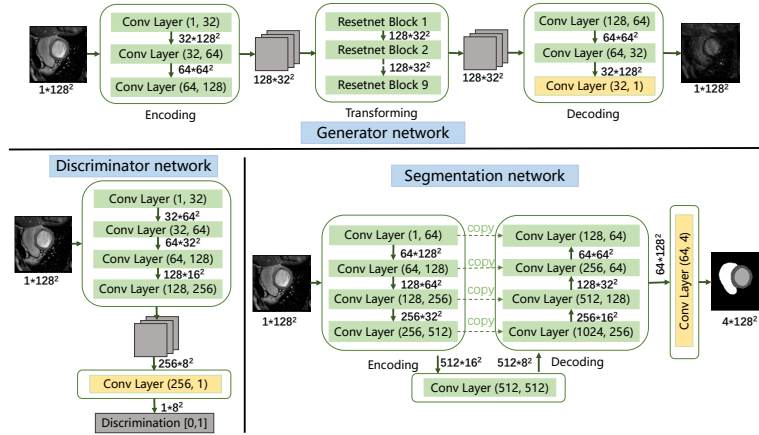 Conv Layer (1, 32)
32*128²
Conv Layer (32, 64)
64*64²
Conv Layer (64, 128)
1*128²
Encoding
128*32²
Resetnet Block 1
128*32²
Resetnet Block 2
128*32²
Resetnet Block 9
Transforming
128*32²
Conv Layer (128, 64)
64*64²
Conv Layer (64, 32)
32*128²
Conv Layer (32, 1)
Decoding
1*128²
Generator network
Discriminator network
Conv Layer (1, 32)
32*64²
Conv Layer (32, 64)
64*32²
Conv Layer (64, 128)
128*16²
Conv Layer (128, 256)
1*128²
256*8²
Conv Layer (256, 1)
1*8²
Discrimination [0,1]
Segmentation network
1*128²
Conv Layer (1, 64)
64*128²
Conv Layer (64, 128)
128*64²
Conv Layer (128, 256)
256*32²
Conv Layer (256, 512)
Encoding
copy
copy
copy
copy
512*16²
Conv Layer (512, 512)
512*8²
Conv Layer (128, 64)
64*64²
Conv Layer (256, 64)
128*32²
Conv Layer (512, 128)
256*16²
Conv Layer (1024, 256)
Decoding
64*128²
Conv Layer (64, 4)
4*128²